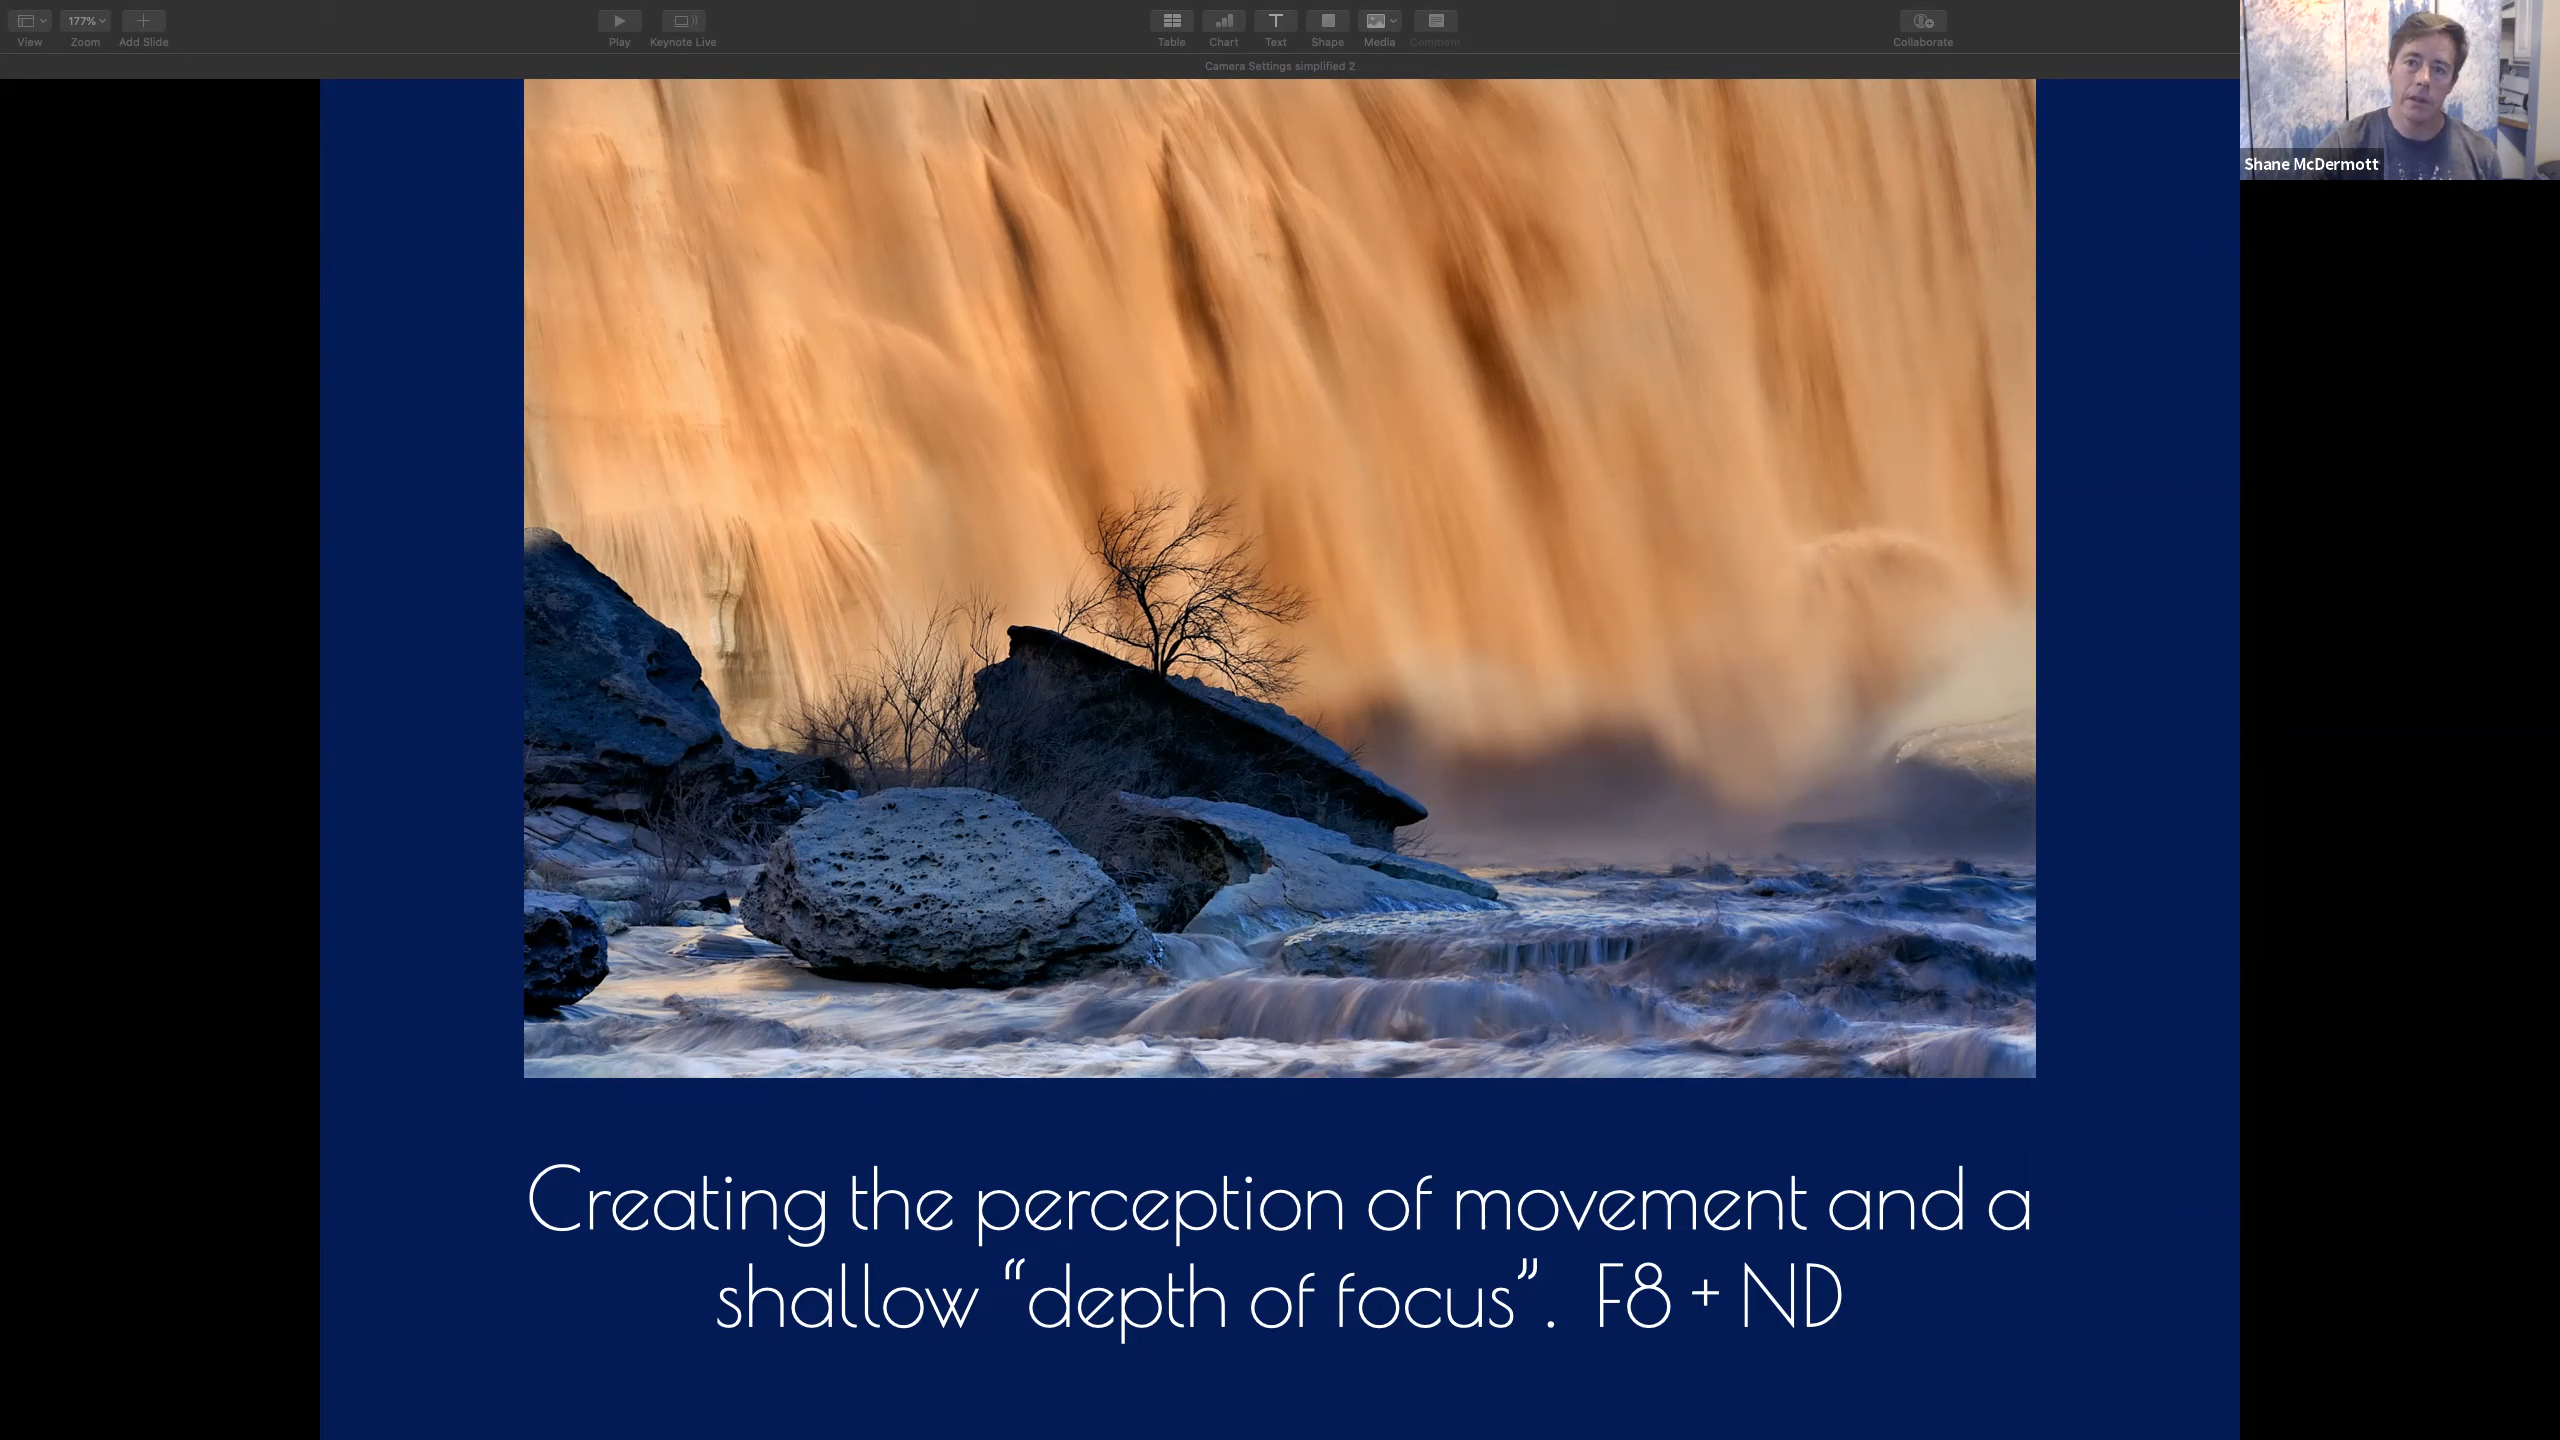 177%
View
Zoom
Add Slide
Play
Keynote Live
Table
Chart
Text
Shape
Media
Comment
Collaborate
Camera Settings simplified 2
Shane McDermott
Creating the perception of movement and a
shallow “depth of focus”. F8 + ND